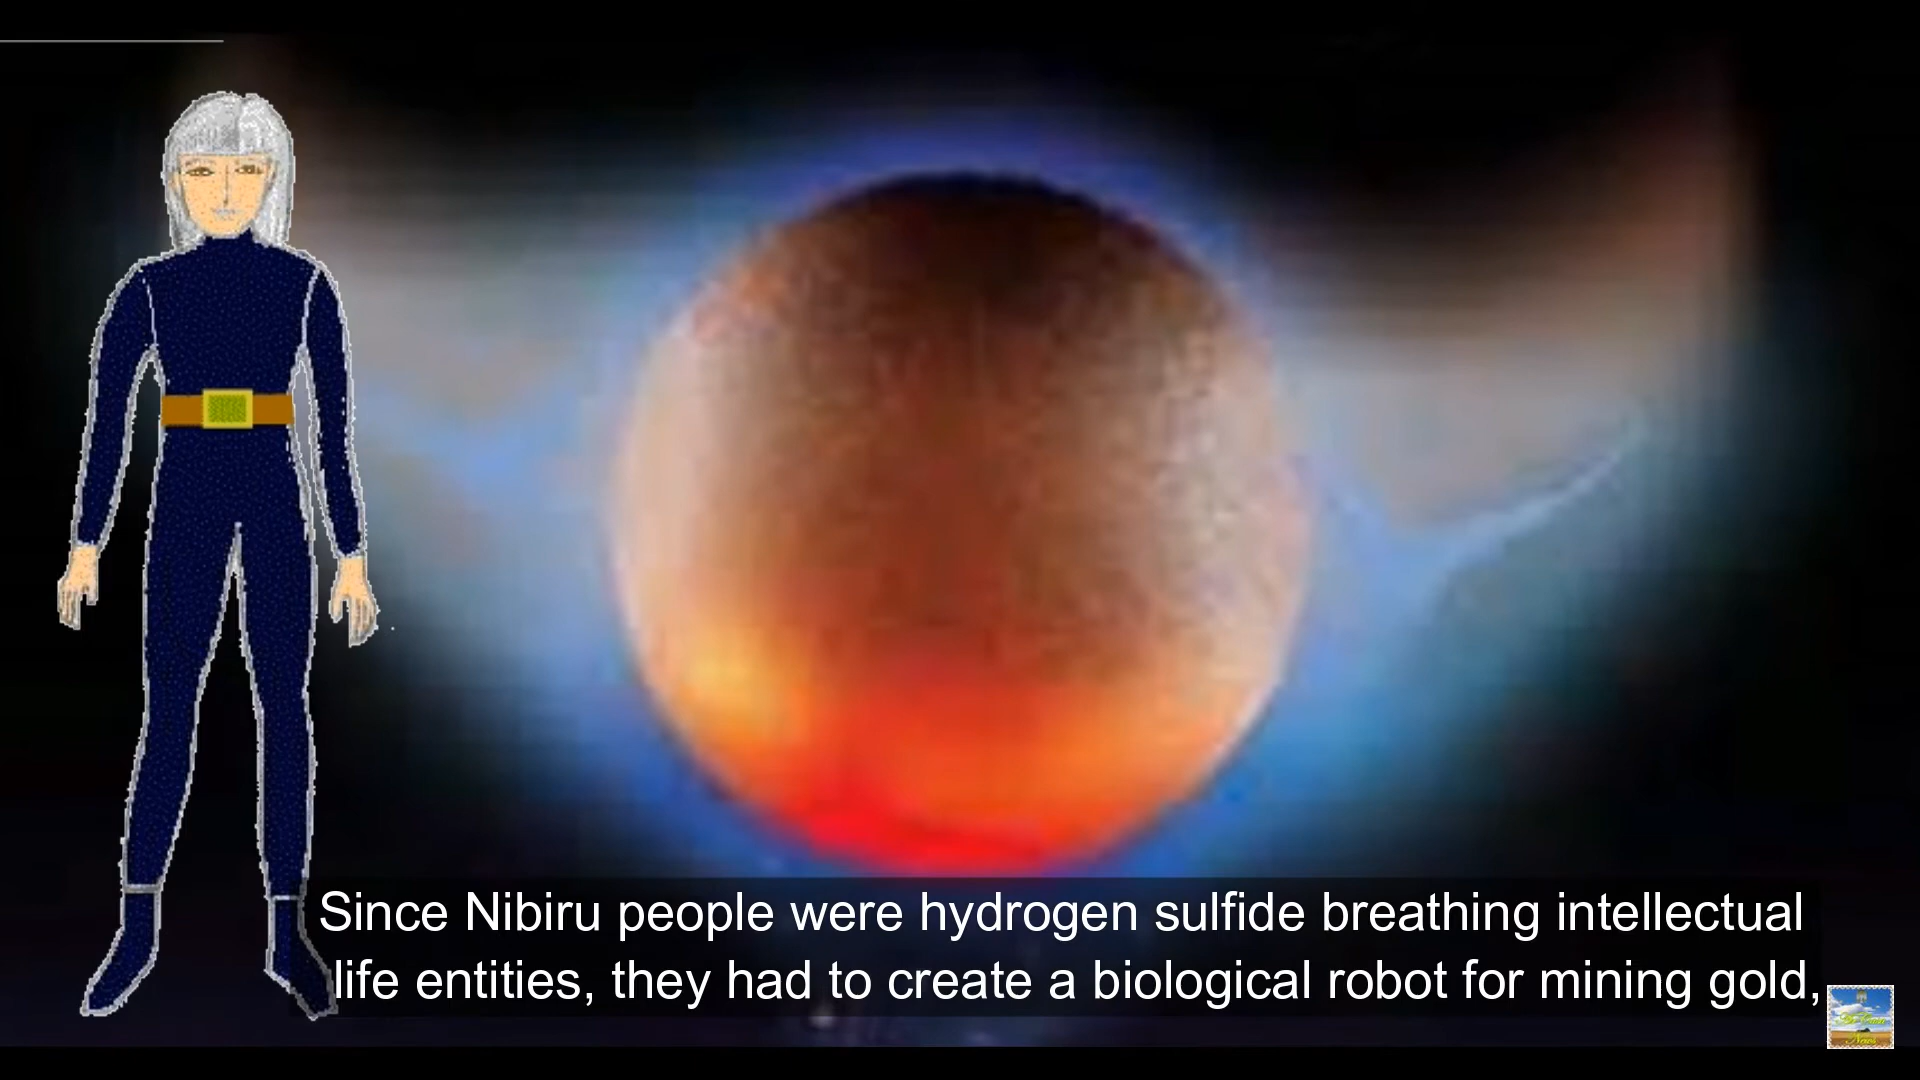 Since Nibiru people were hydrogen sulfide breathing intellectual
life entities, they had to create a biological robot for mining gold,
News